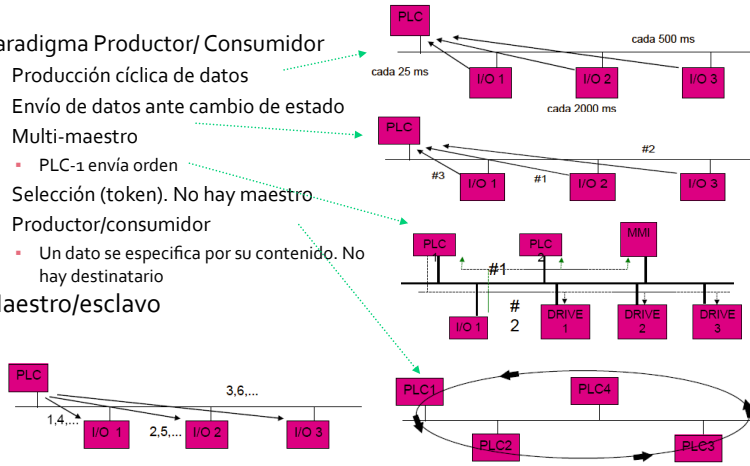 aradigma Productor/ Consumidor
Producción cíclica de datos
Envío de datos ante cambio de estado
Multi-maestro
▪ PLC-1 envía orden
Selección (token). No hay maestro
Productor/consumidor
▪ Un dato se especifica por su contenido. No
hay destinatario
laestro/esclavo
PLC
cada 500 ms
cada 25 ms
I/O 1
I/O 2
I/O 3
cada 2000 ms
PLC
#2
#3
#1
I/O 1
I/O 2
I/O 3
PLC
1
PLC
2
MMI
#1
#
2
I/O 1
DRIVE
1
DRIVE
2
DRIVE
3
PLC
3,6,...
1,4,...
I/O 1
2,5,...
I/O 2
I/O 3
PLC1
PLC4
PLC2
PLC3